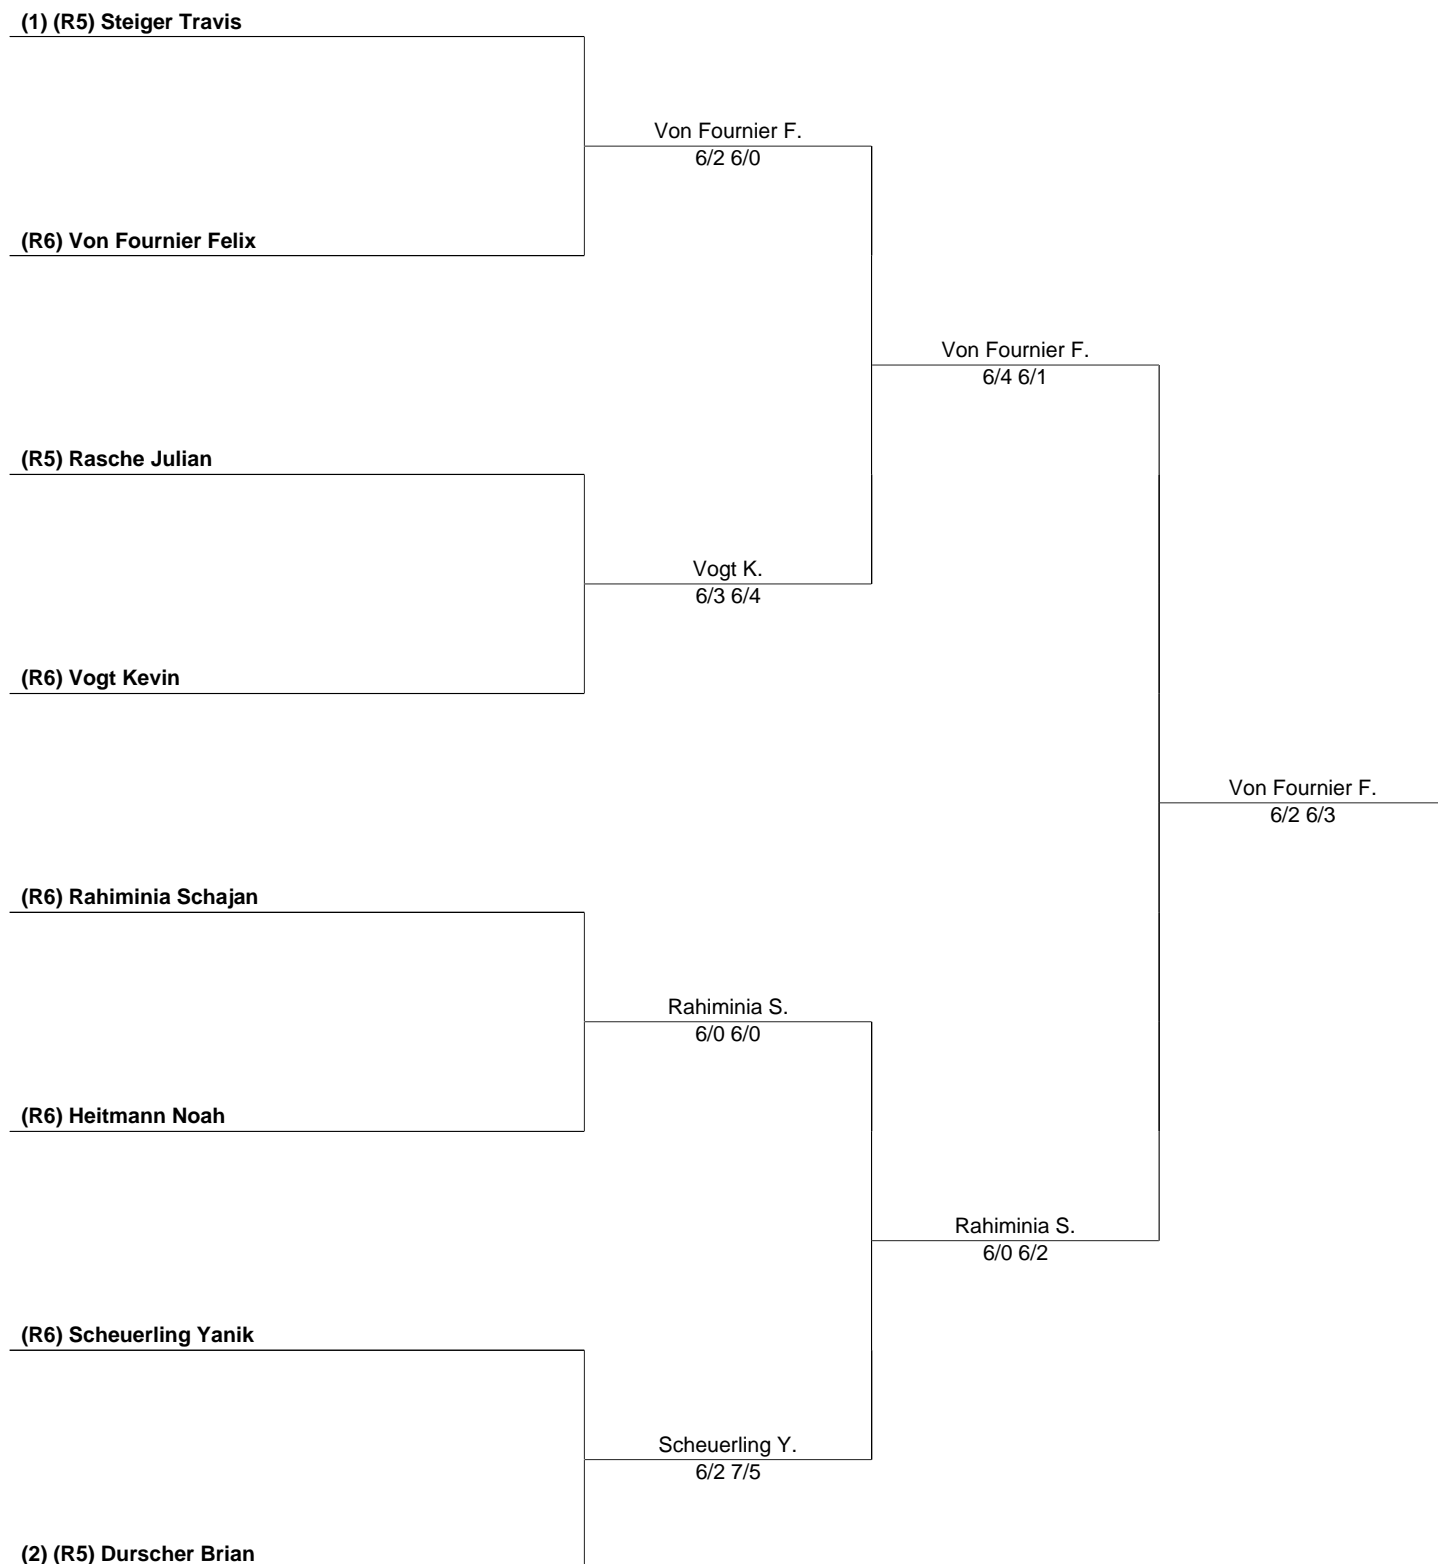 (1) (R5) Steiger Travis
Von Fournier F.
6/2 6/0
(R6) Von Fournier Felix
Von Fournier F.
6/4 6/1
(R5) Rasche Julian
Vogt K.
6/3 6/4
(R6) Vogt Kevin
Von Fournier F.
6/2 6/3
(R6) Rahiminia Schajan
Rahiminia S.
6/0 6/0
(R6) Heitmann Noah
Rahiminia S.
6/0 6/2
(R6) Scheuerling Yanik
Scheuerling Y.
6/2 7/5
(2) (R5) Durscher Brian